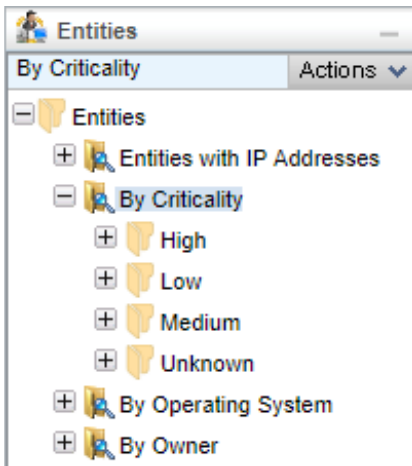 Entities
By Criticality Actions
Entities
Entities with IP Addresses
By Criticality
High
Low
Medium
Unknown
By Operating System
By Owner